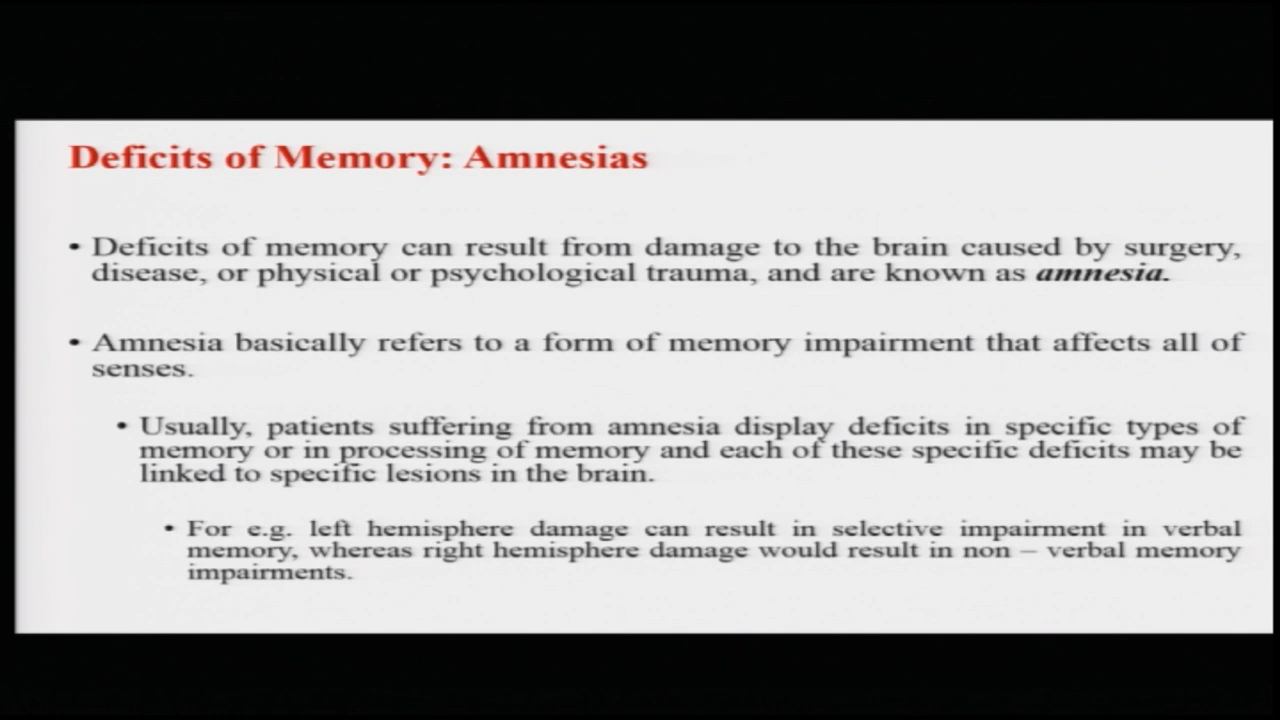 Deficits of Memory: Amnesias
• Deficits of memory can result from damage to the brain caused by surgery,
disease, or physical or psychological trauma, and are known as amnesia.
• Amnesia basically refers to a form of memory impairment that affects all of
senses.
• Usually, patients suffering from amnesia display deficits in specific types of
memory or in processing of memory and each of these specific deficits may be
linked to specific lesions in the brain.
• For e.g. left hemisphere damage can result in selective impairment in verbal
memory, whereas right hemisphere damage would result in non – verbal memory
impairments.